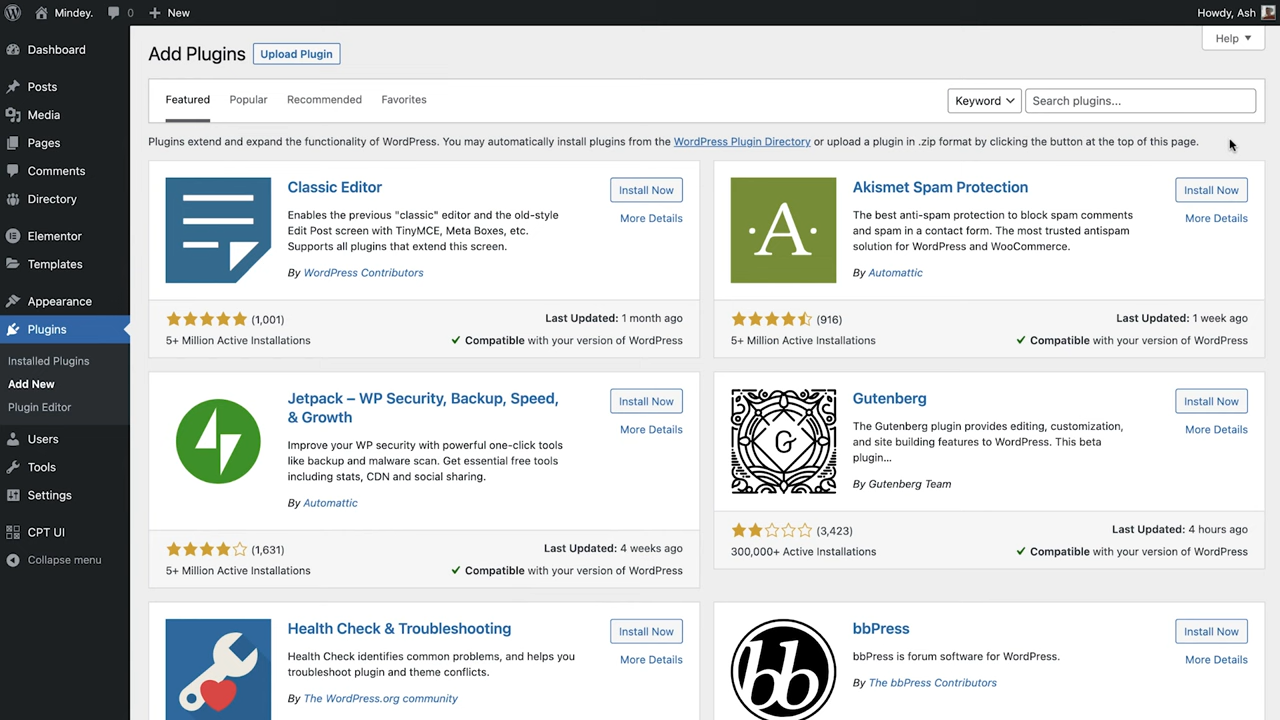 Mindey.
0
New
Howdy, Ash
Dashboard
Posts
Media
Pages
Comments
Directory
Elementor
Templates
Appearance
Plugins
Installed Plugins
Add New
Plugin Editor
Users
Tools
Settings
CPT UI
Collapse menu
Help
Add Plugins
Upload Plugin
Featured
Popular
Recommended
Favorites
Keyword
Search plugins...
Plugins extend and expand the functionality of WordPress. You may automatically install plugins from the WordPress Plugin Directory or upload a plugin in .zip format by clicking the button at the top of this page.
Classic Editor
Enables the previous "classic" editor and the old-style
Edit Post screen with TinyMCE, Meta Boxes, etc.
Supports all plugins that extend this screen.
By WordPress Contributors
Install Now
More Details
(1,001)
5+ Million Active Installations
Last Updated: 1 month ago
Compatible with your version of WordPress
A
Akismet Spam Protection
The best anti-spam protection to block spam comments
and spam in a contact form. The most trusted antispam
solution for WordPress and WooCommerce.
By Automattic
Install Now
More Details
(916)
5+ Million Active Installations
Last Updated: 1 week ago
Compatible with your version of WordPress
Jetpack – WP Security, Backup, Speed,
& Growth
Improve your WP security with powerful one-click tools
like backup and malware scan. Get essential free tools
including stats, CDN and social sharing.
By Automattic
Install Now
More Details
(1,631)
5+ Million Active Installations
Last Updated: 4 weeks ago
Compatible with your version of WordPress
G
Gutenberg
The Gutenberg plugin provides editing, customization,
and site building features to WordPress. This beta
plugin...
By Gutenberg Team
Install Now
More Details
(3,423)
300,000+ Active Installations
Last Updated: 4 hours ago
Compatible with your version of WordPress
Health Check & Troubleshooting
Health Check identifies common problems, and helps you
troubleshoot plugin and theme conflicts.
By The WordPress.org community
Install Now
More Details
bb
bbPress
bbPress is forum software for WordPress.
By The bbPress Contributors
Install Now
More Details